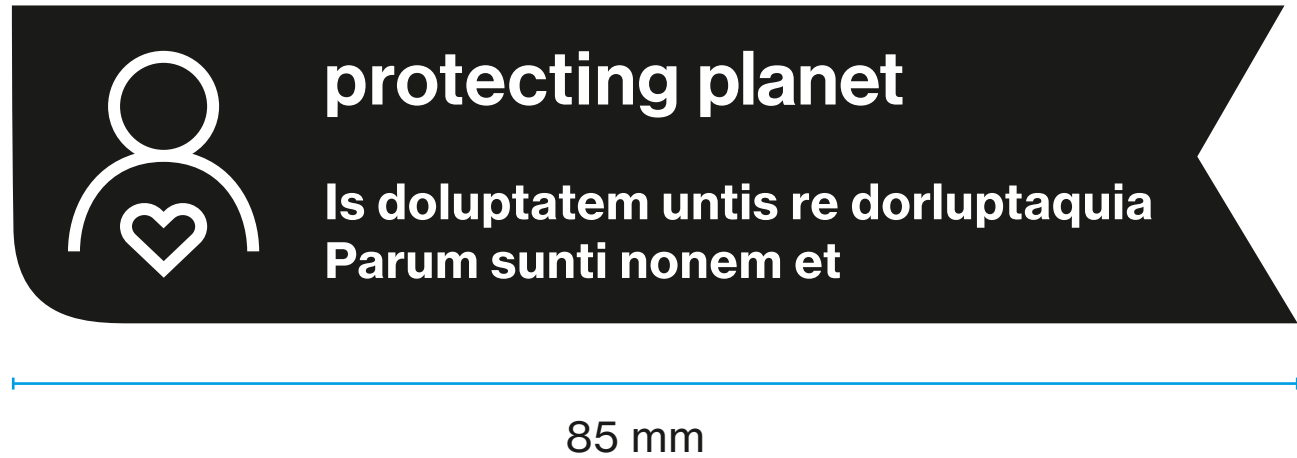 protecting planet
Is doluptatem untis re dorluptaquia
Parum sunti nonem et
85 mm